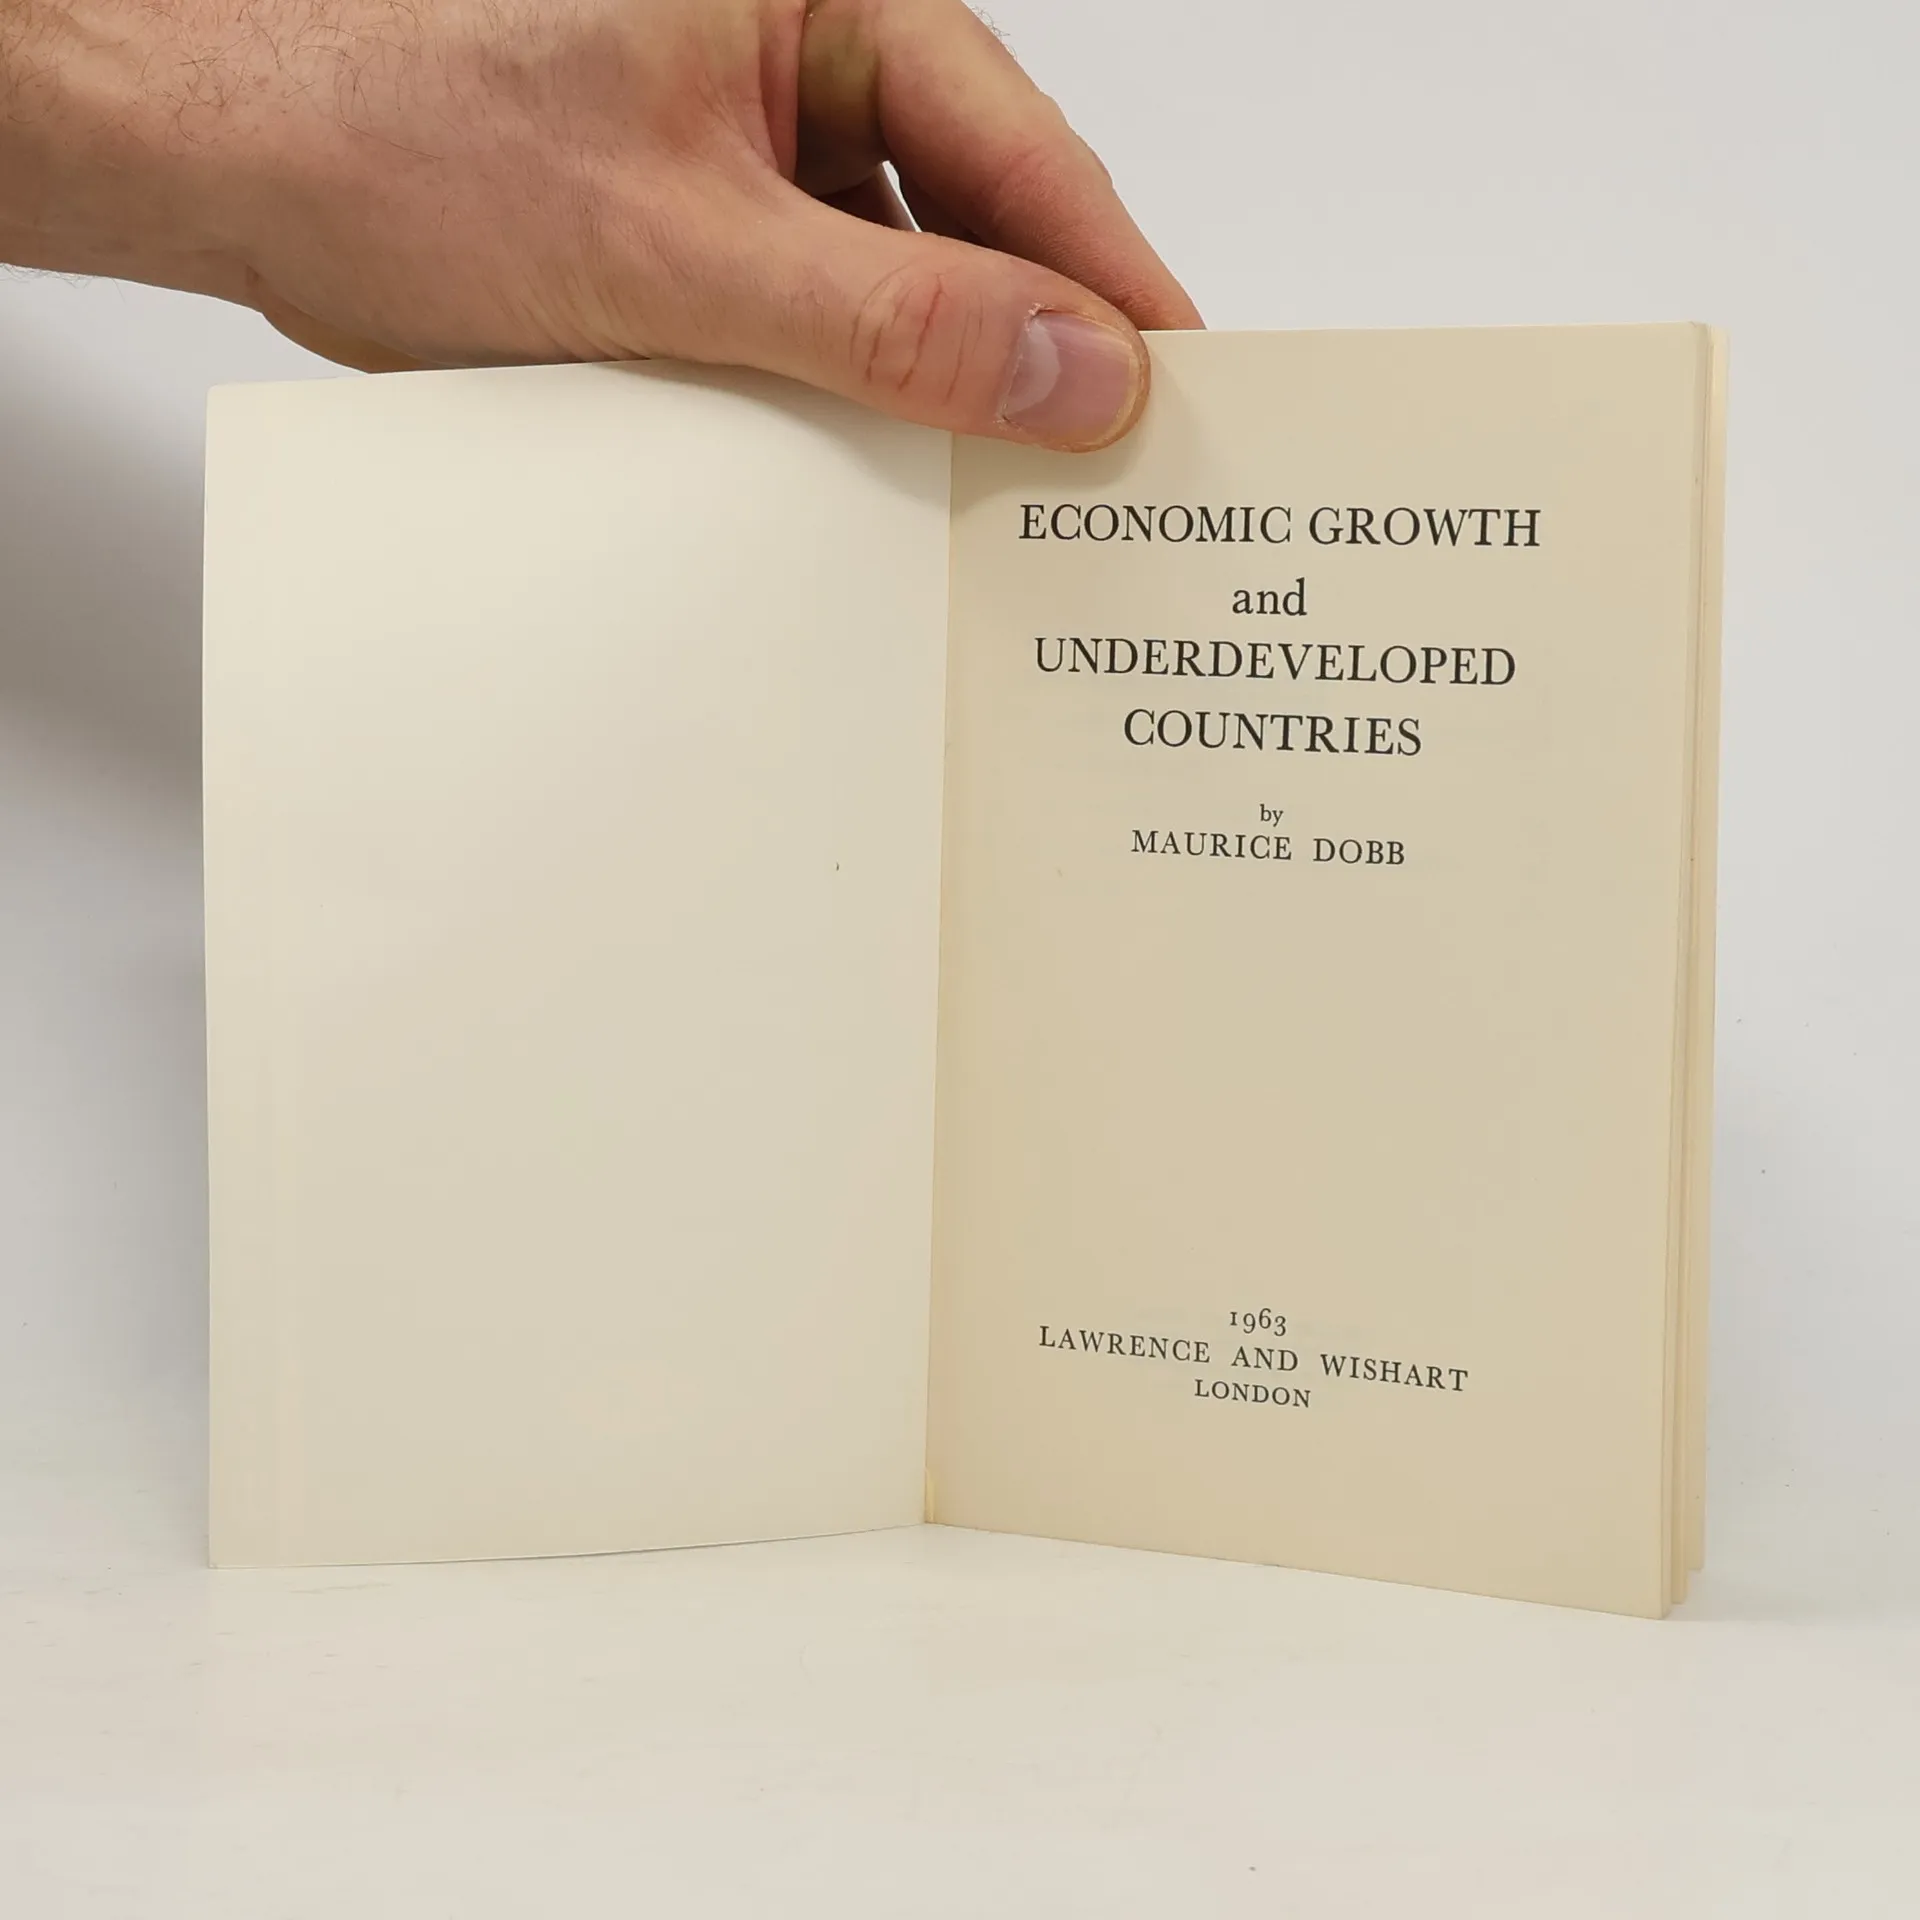 ECONOMIC GROWTH
and
UNDERDEVELOPED
COUNTRIES
by
MAURICE DOBB
1963
LAWRENCE AND WISHART
LONDON